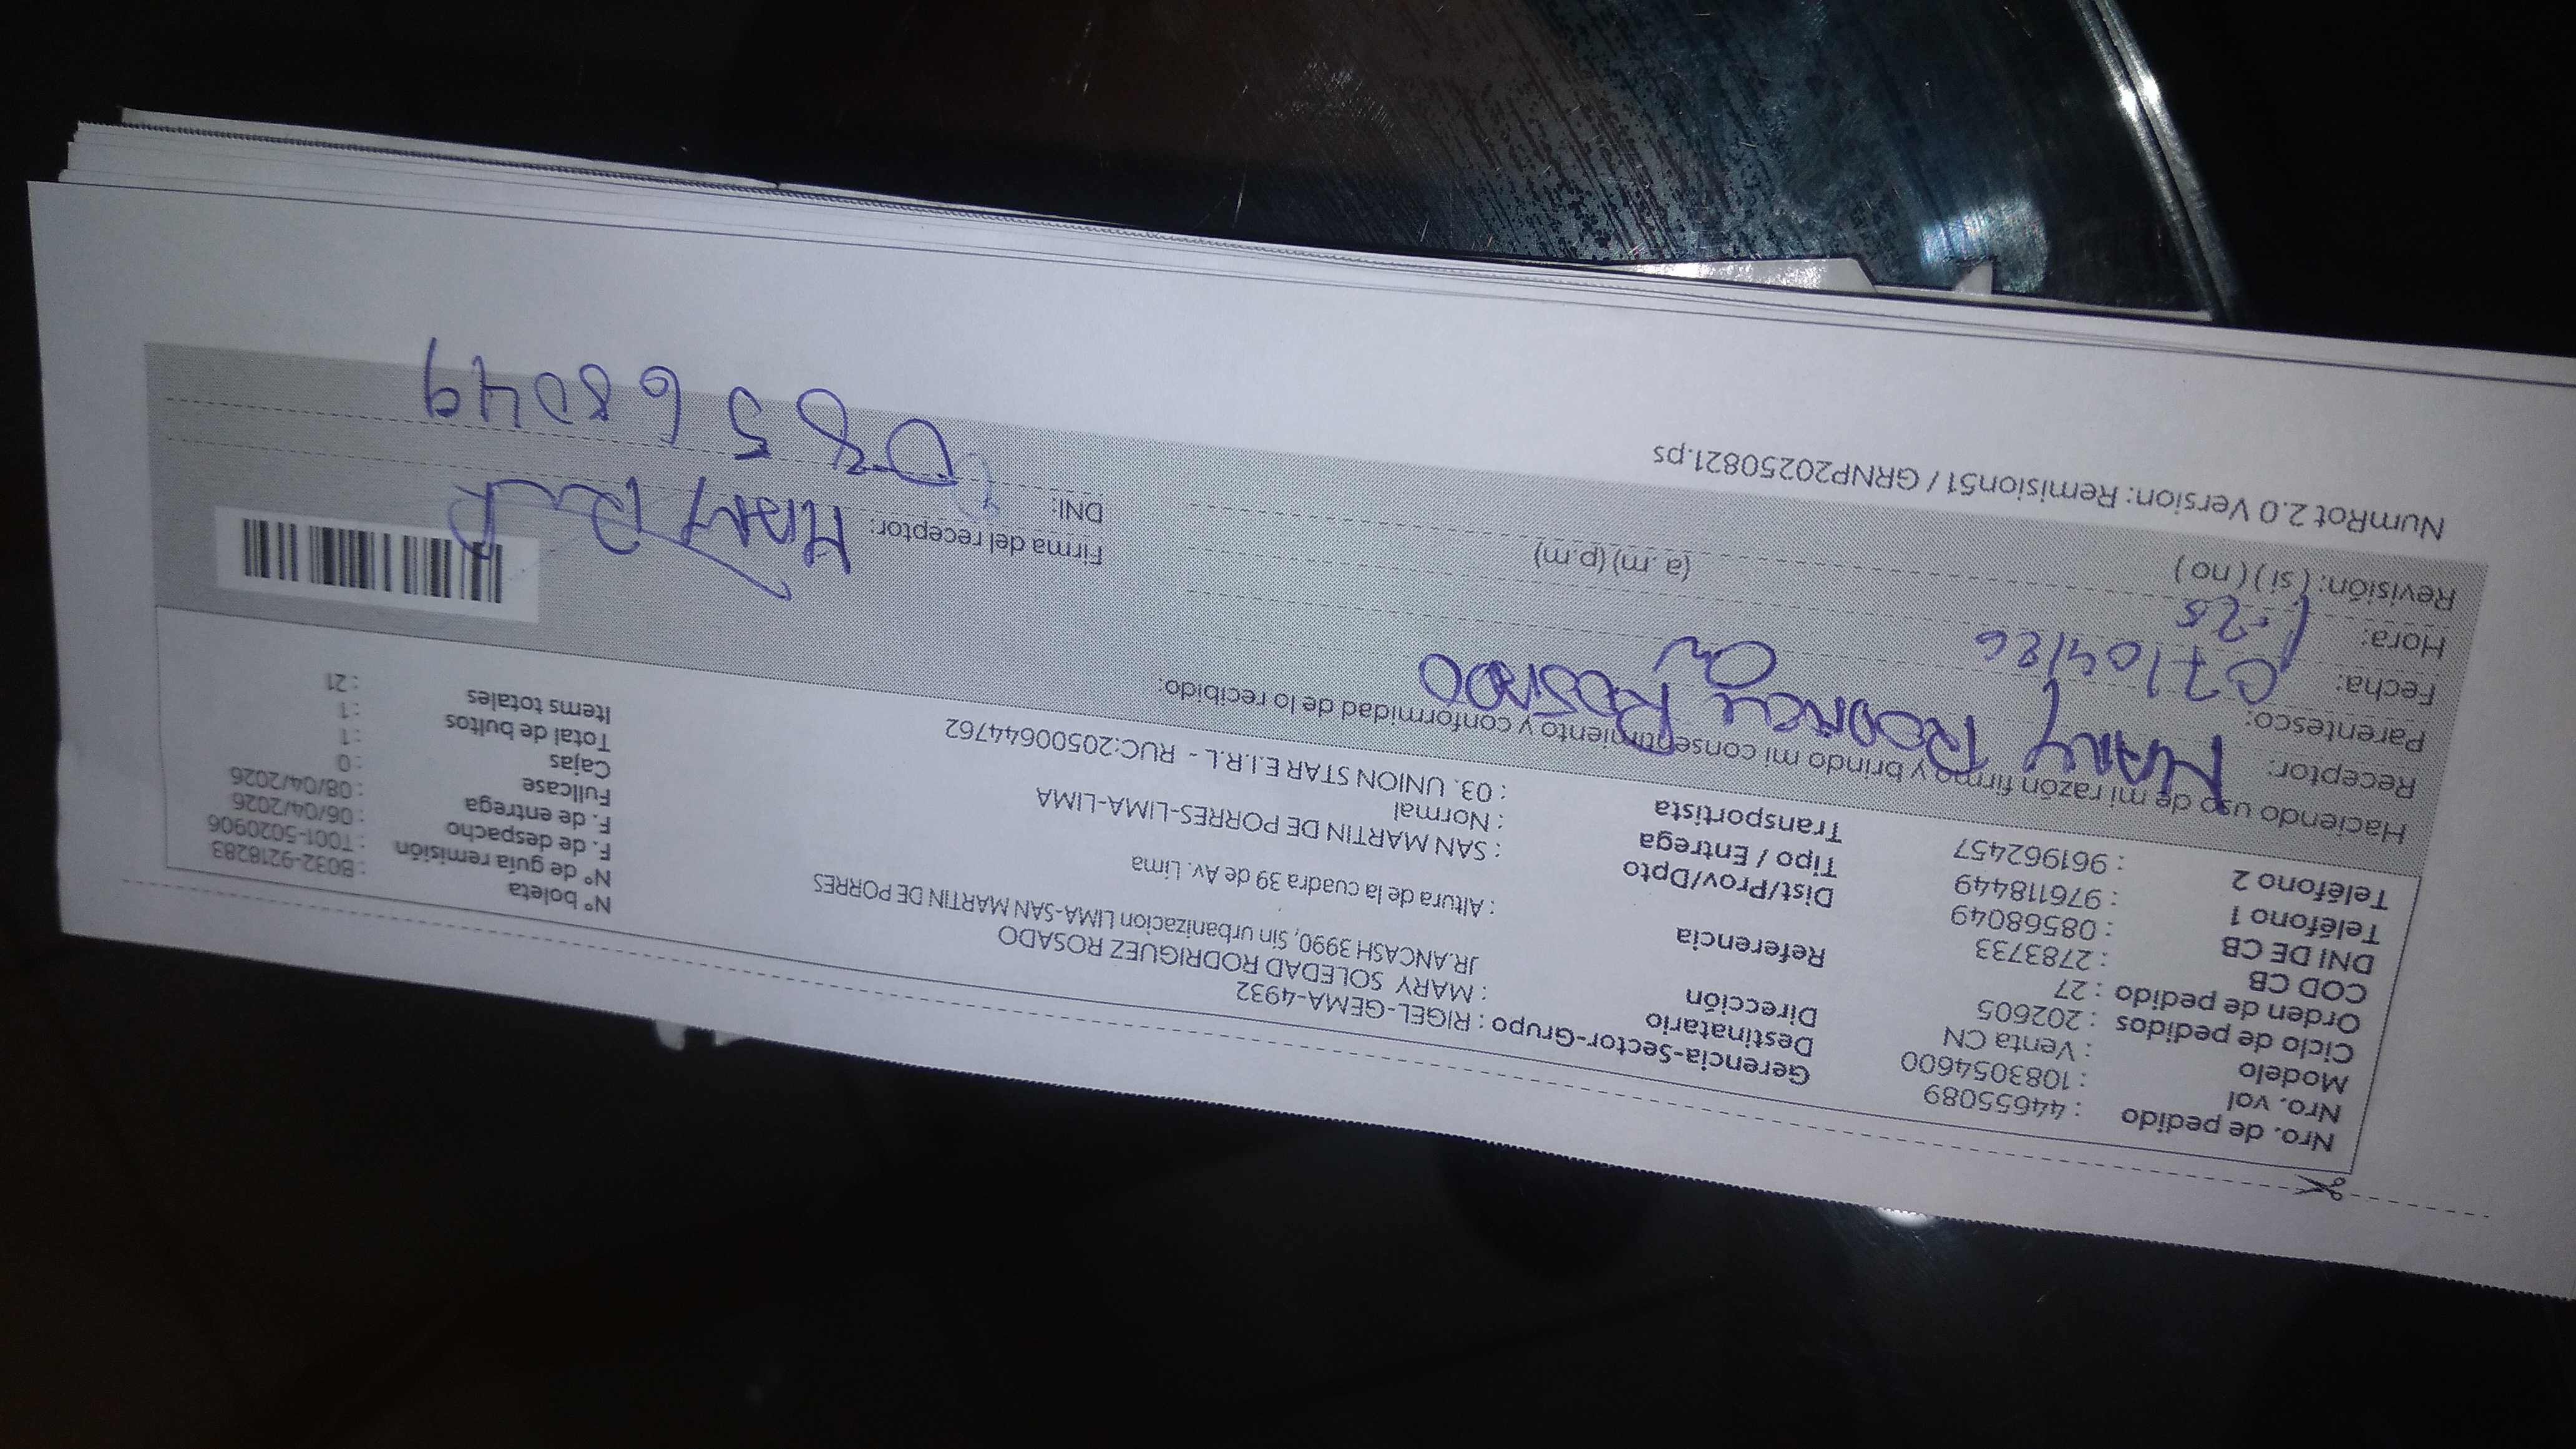 Nro. de pedido : 44655089
Nro. vol : 1083054600
Modelo : Venta CN
Ciclo de pedidos : 202605
Orden de pedido : 27
COD CB : 2783733
DNI DE CB : 08568049
Teléfono 1 : 976118449
Teléfono 2 : 961962457
Gerencia-Sector-Grupo : RIGEL-GEMA-4932
Destinatario : MARY SOLEDAD RODRIGUEZ ROSADO
Dirección JR.ANCASH 3990, Sin urbanizacion LIMA-SAN MARTIN DE PORRES
Referencia : Altura de la cuadra 39 de Av. Lima
Dist/Prov/Dpto : SAN MARTIN DE PORRES-LIMA-LIMA
Tipo / Entrega : Normal
Transportista : 03. UNION STAR E.I.R.L - RUC:20500644762
Nº boleta : B032-9218283
Nº de guía remisión : T001-5020906
F. de despacho : 06/04/2026
F. de entrega : 08/04/2026
Fullcase : 0
Cajas : 1
Total de bultos : 1
Items totales : 21
Haciendo uso de mi razón firmo y brindo mi consentimiento y conformidad de lo recibido:
Receptor: MARY RODRIGUEZ ROSADO
Parentesco:
Fecha: 07/04/26
Hora: 1-25 (a.m) (p.m)
Revisión: (si) (no)
Firma del receptor: MARY
DNI: 08568049
NumRot 2.0 Version: Remision51 / GRNP20250821.ps